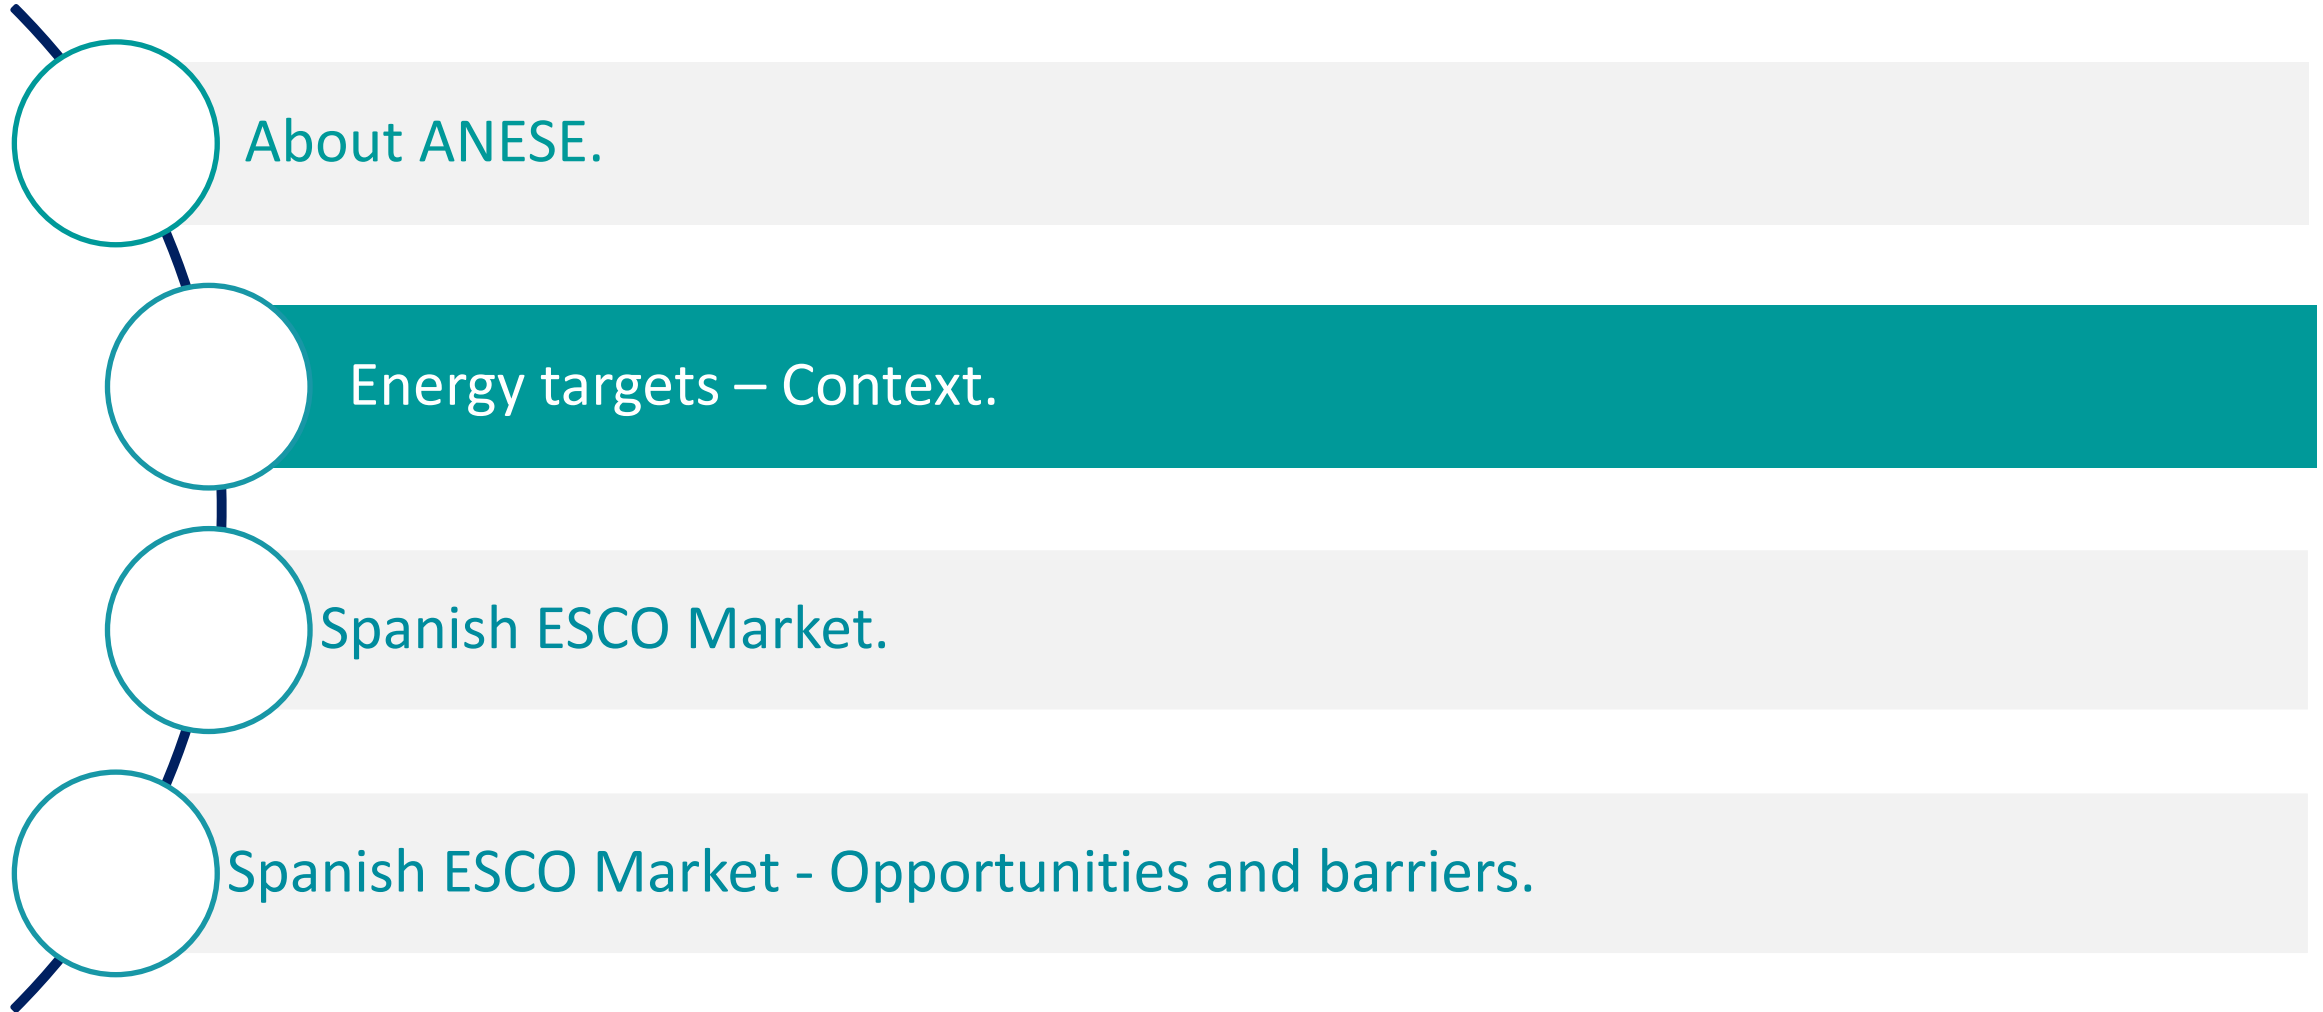 About ANESE.
Energy targets – Context.
Spanish ESCO Market.
Spanish ESCO Market - Opportunities and barriers.